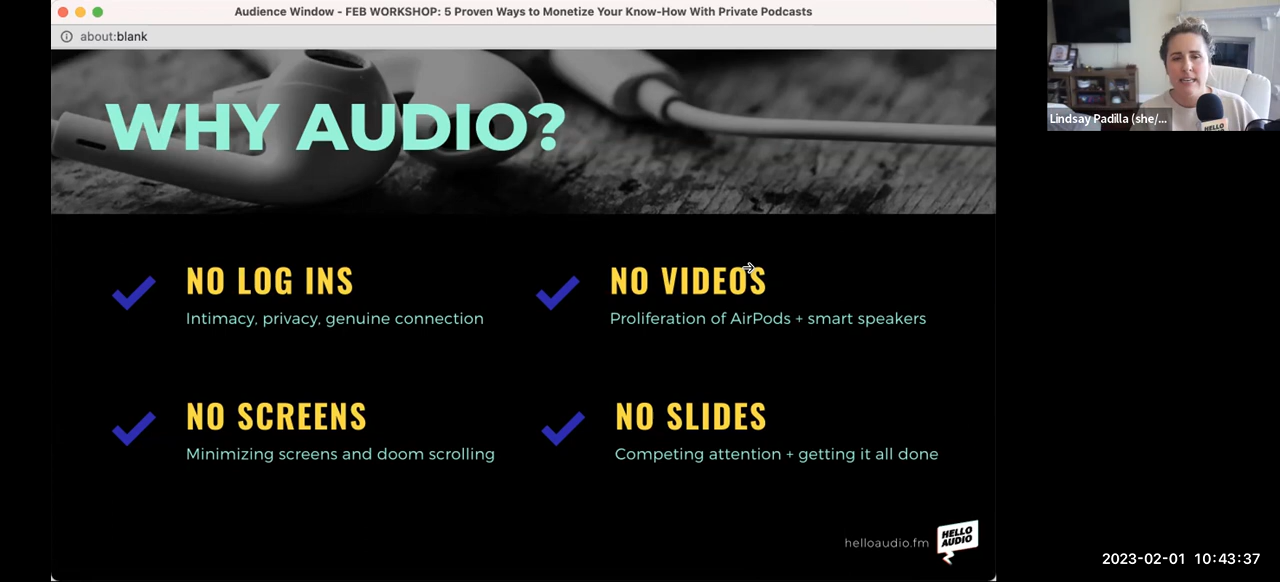 Audience Window - FEB WORKSHOP: 5 Proven Ways to Monetize Your Know-How With Private Podcasts
about:blank
WHY AUDIO?
NO LOG INS
Intimacy, privacy, genuine connection
NO VIDEOS
Proliferation of AirPods + smart speakers
NO SCREENS
Minimizing screens and doom scrolling
NO SLIDES
Competing attention + getting it all done
helloaudio.fm
HELLO
AUDIO
Lindsay Padilla (she/...
HELLO
2023-02-01 10:43:37